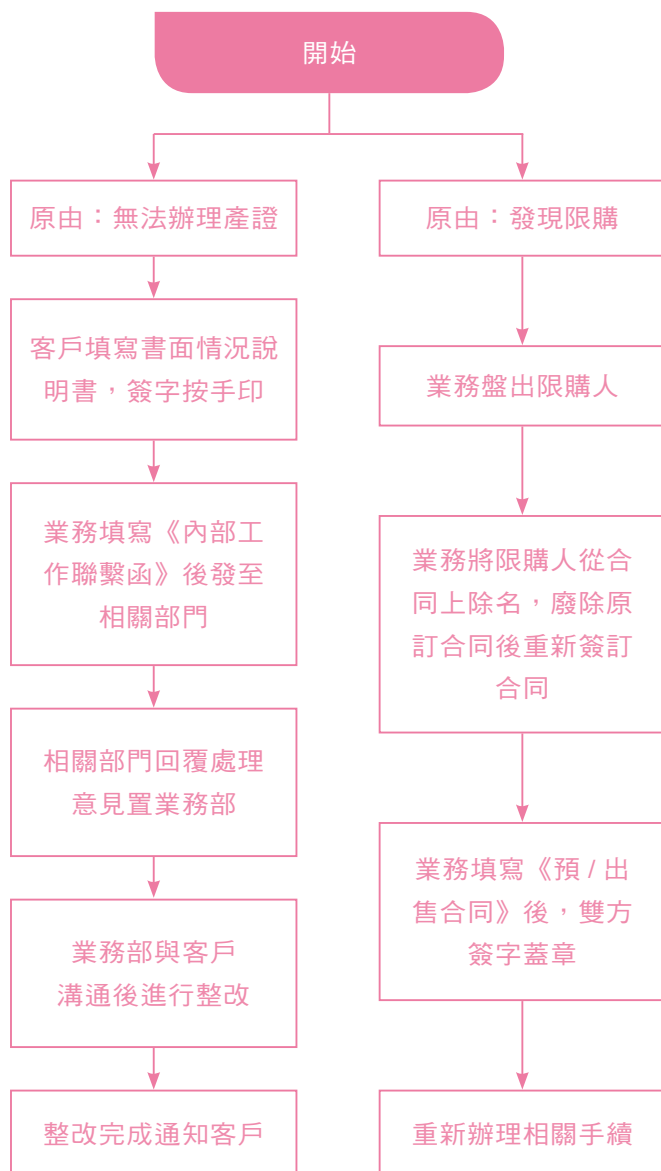 開始
原由：無法辦理產證
客戶填寫書面情況說
明書，簽字按手印
業務填寫《內部工
作聯繫函》後發至
相關部門
相關部門回覆處理
意見置業務部
業務部與客戶
溝通後進行整改
整改完成通知客戶
原由：發現限購
業務盤出限購人
業務將限購人從合
同上除名，廢除原
訂合同後重新簽訂
合同
業務填寫《預 / 出
售合同》後，雙方
簽字蓋章
重新辦理相關手續